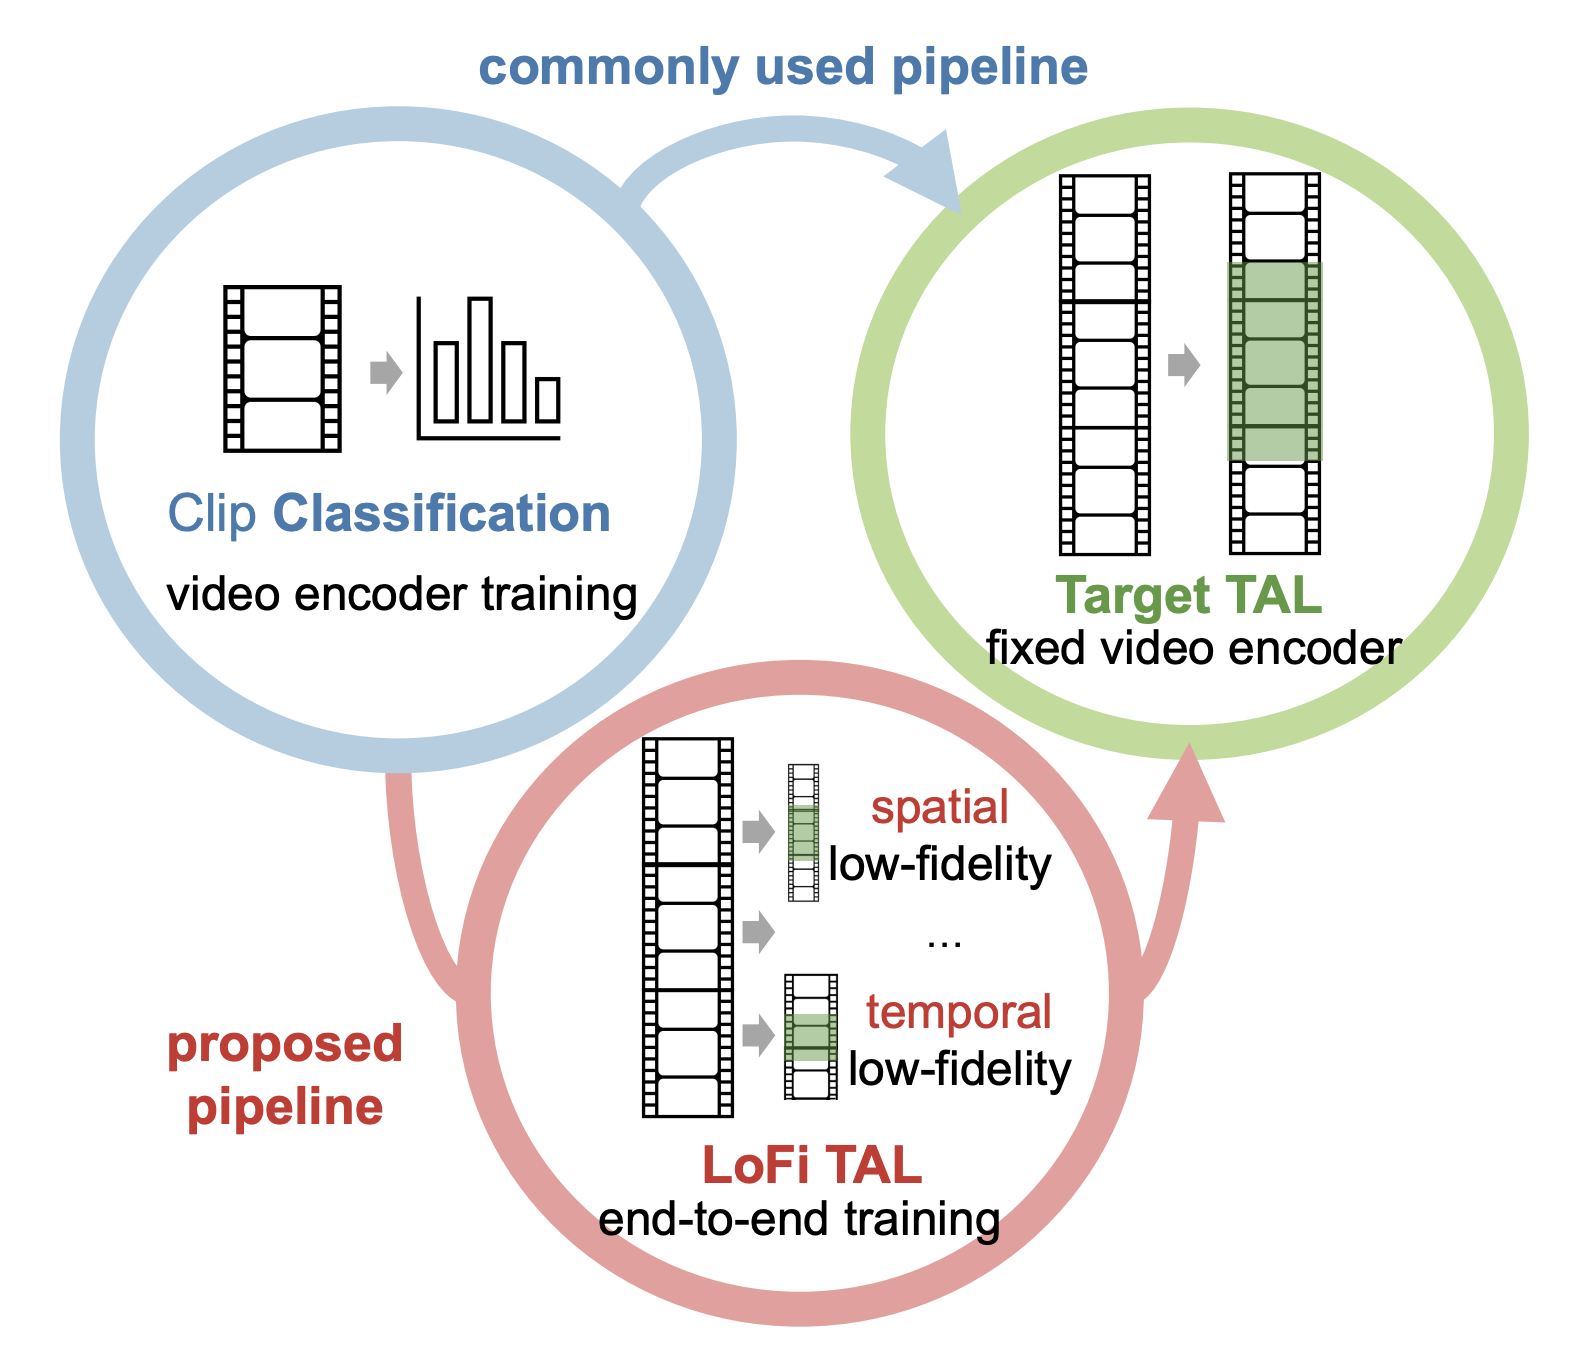 commonly used pipeline
Clip Classification
video encoder training
Target TAL
fixed video encoder
spatial
low-fidelity
...
temporal
low-fidelity
proposed
pipeline
LoFi TAL
end-to-end training